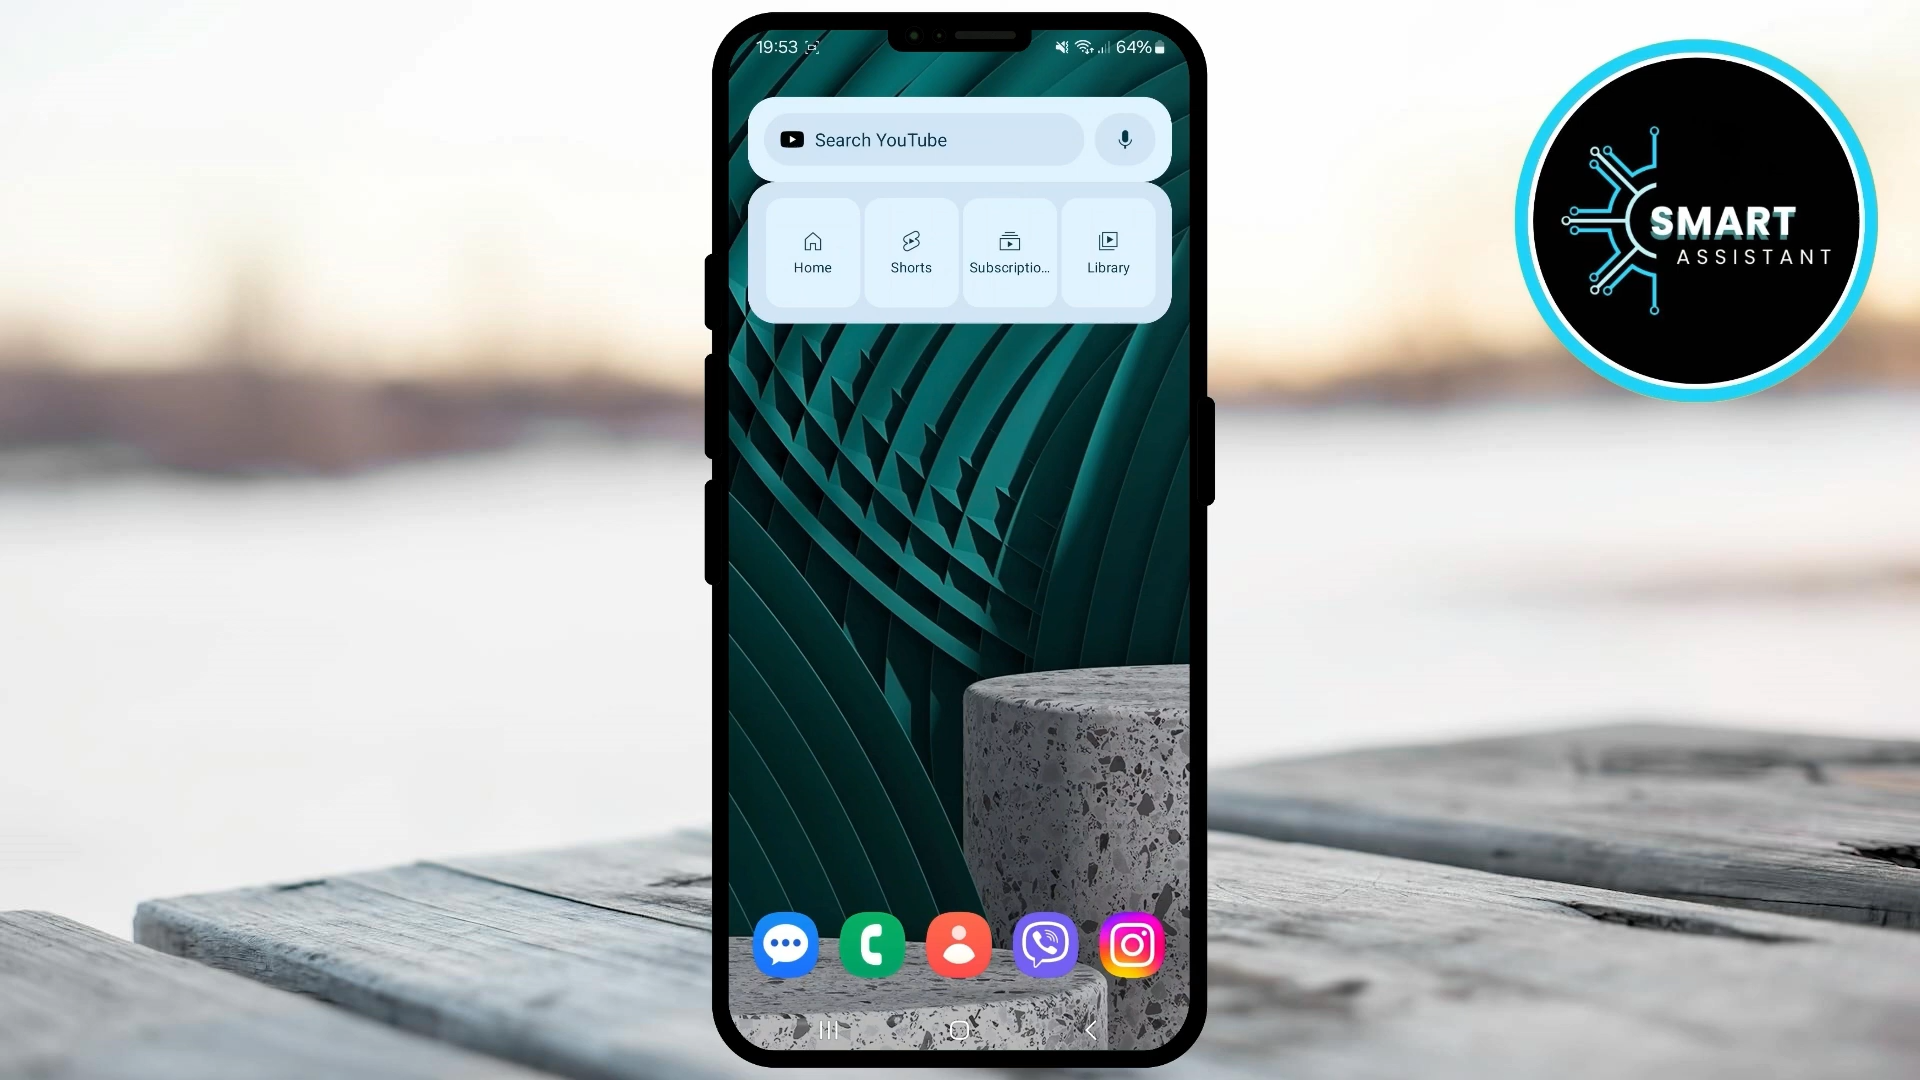 19:53
64%
Search YouTube
Home
Shorts
Subscriptio...
Library
SMART
ASSISTANT